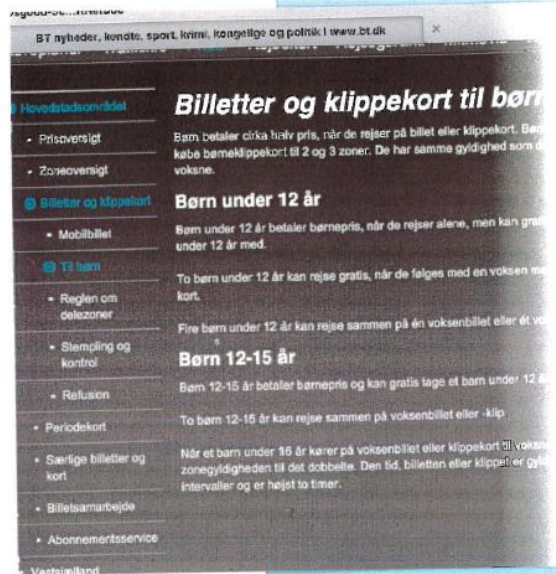 BT nyheder, kendte, sport, krimi, kongelige og politik I www.bt.dk
Hovedstadsområdet
Prisoversigt
Zoneoversigt
Billetter og klippekort
Mobilbillet
Til børn
Reglen om
delezoner
Stempling og
kontrol
Refusion
Periodekort
Særlige billetter og
kort
Billetsamarbejde
Abonnementsservice
Vestsjælland
Billetter og klippekort til børn
Børn betaler cirka halv pris, når de rejser på billet eller klippekort. Børn
købe børneklippekort til 2 og 3 zoner. De har samme gyldighed som d
voksne.
Børn under 12 år
Børn under 12 år betaler børnepris, når de rejser alene, men kan grati
under 12 år med.
To børn under 12 år kan rejse gratis, når de følges med en voksen me
kort.
Fire børn under 12 år kan rejse sammen på én voksenbillet eller ét vo
Børn 12-15 år
Børn 12-15 år betaler børnepris og kan gratis tage et barn under 12 å
To børn 12-15 år kan rejse sammen på voksenbillet eller -klip.
Når et barn under 16 år kører på voksenbillet eller klippekort til voksne
zonegyldigheden til det dobbelte. Den tid, billetten eller klippet er gyld
intervaller og er højst to timer.